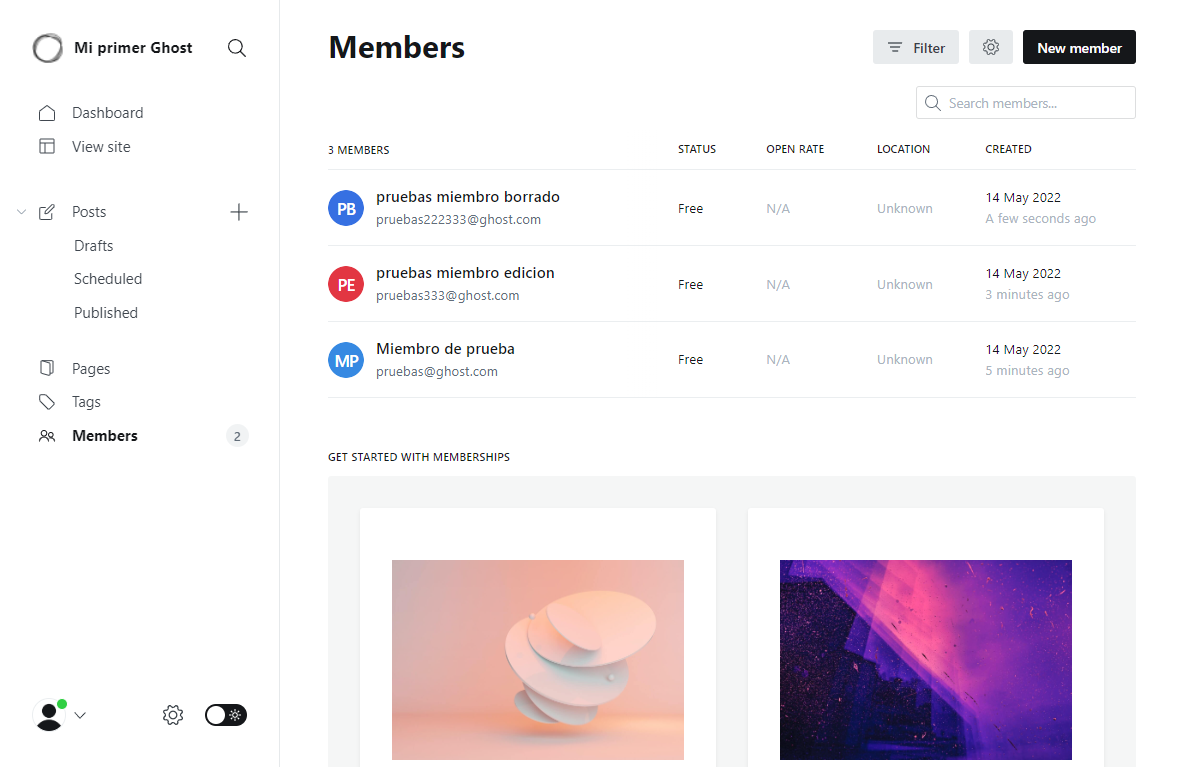 Mi primer Ghost
Dashboard
View site
Posts
Drafts
Scheduled
Published
Pages
Tags
Members 2
Members
Filter
New member
Search members...
3 MEMBERS STATUS OPEN RATE LOCATION CREATED
PB pruebas miembro borrado Free N/A Unknown 14 May 2022
pruebas222333@ghost.com A few seconds ago
PE pruebas miembro edicion Free N/A Unknown 14 May 2022
pruebas333@ghost.com 3 minutes ago
MP Miembro de prueba Free N/A Unknown 14 May 2022
pruebas@ghost.com 5 minutes ago
GET STARTED WITH MEMBERSHIPS